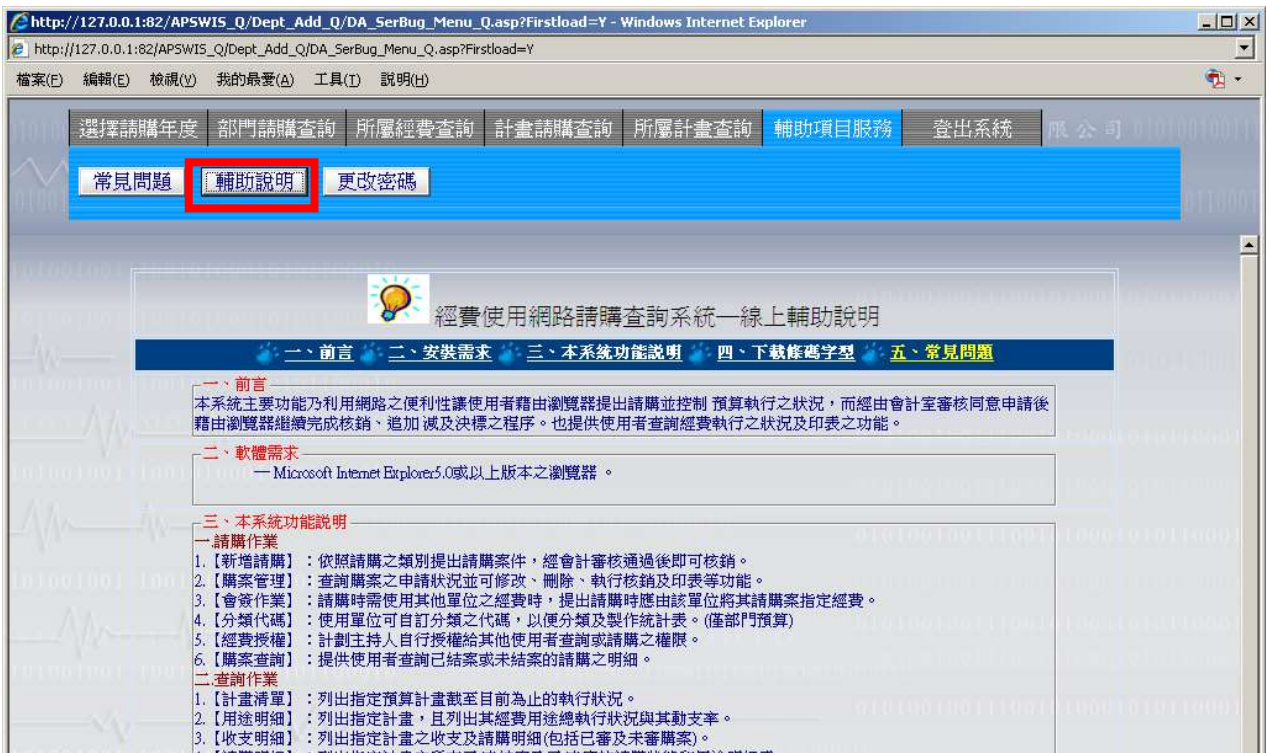 http://127.0.0.1:82/APSWIS_Q/Dept_Add_Q/DA_SerBug_Menu_Q.asp?Firstload=Y - Windows Internet Explorer
http://127.0.0.1:82/APSWIS_Q/Dept_Add_Q/DA_SerBug_Menu_Q.asp?Firstload=Y
檔案(F) 編輯(E) 檢視(V) 我的最愛(A) 工具(T) 說明(H)
選擇請購年度 部門請購查詢 所屬經費查詢 計畫請購查詢 所屬計畫查詢 輔助項目服務 登出系統 限公司
常見問題 輔助說明 更改密碼
經費使用網路請購查詢系統—線上輔助說明
一、前言 二、安裝需求 三、本系統功能說明 四、下載條碼字型 五、常見問題
一、前言
本系統主要功能乃利用網路之便利性讓使用者藉由瀏覽器提出請購並控制 預算執行之狀況,而經由會計室審核同意申請後
藉由瀏覽器繼續完成核銷、追加 減及決標之程序。也提供使用者查詢經費執行之狀況及印表之功能。
二、軟體需求
— Microsoft Internet Explorer5.0或以上版本之瀏覽器 。
三、本系統功能說明
一.請購作業
1.【新增請購】:依照請購之類別提出請購案件,經會計審核通過後即可核銷。
2.【購案管理】:查詢購案之申請狀況並可修改、刪除、執行核銷及印表等功能。
3.【會簽作業】:請購時需使用其他單位之經費時,提出請購時應由該單位將其請購案指定經費。
4.【分類代碼】:使用單位可自訂分類之代碼,以便分類及製作統計表。(僅部門預算)
5.【經費授權】:計劃主持人自行授權給其他使用者查詢或請購之權限。
6.【購案查詢】:提供使用者查詢已結案或未結案的請購之明細。
二.查詢作業
1.【計畫清單】:列出指定預算計畫截至目前為止的執行狀況。
2.【用途明細】:列出指定計畫,且列出其經費用途總執行狀況與其動支率。
3.【收支明細】:列出指定計畫之收支及請購明細(包括已審及未審購案)。